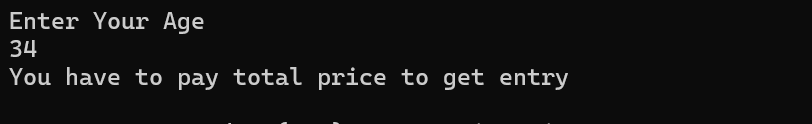 Enter Your Age
34
You have to pay total price to get entry